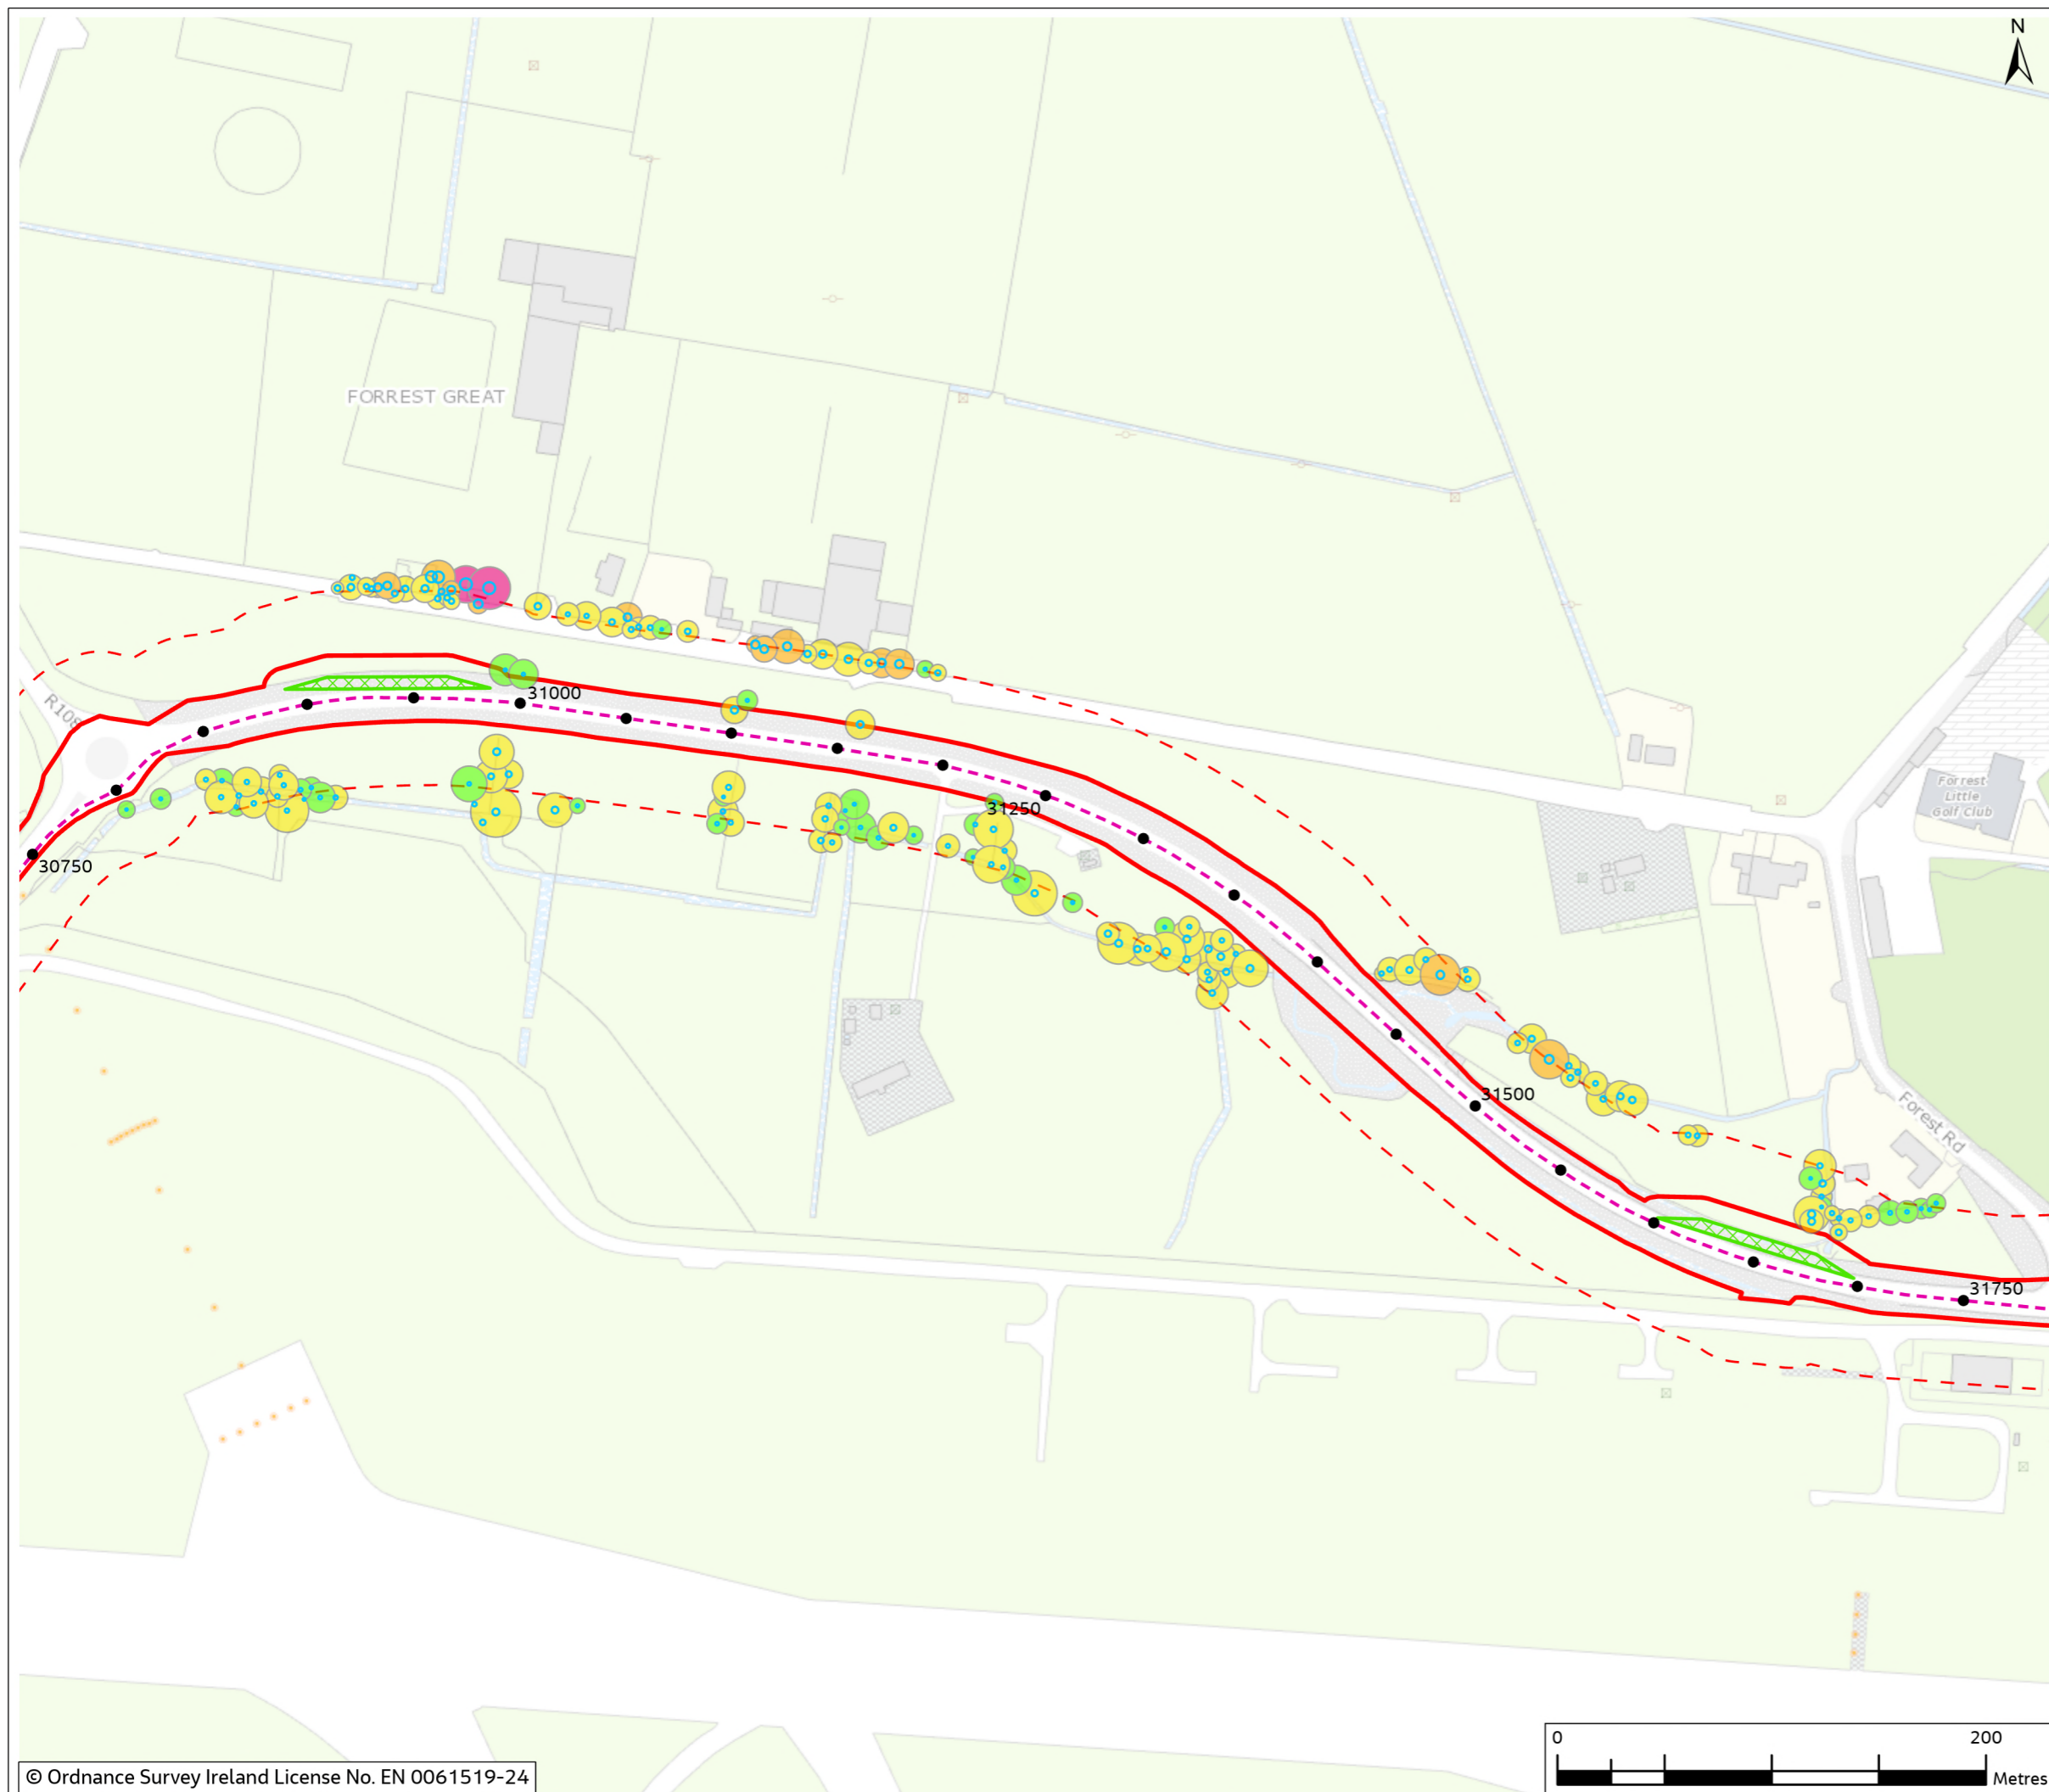 N
FORREST GREAT
R108
31000
31250
30750
Forrest
Little
Golf Club
31500
Forest Rd
31750
0 200
Metres
© Ordnance Survey Ireland License No. EN 0061519-24